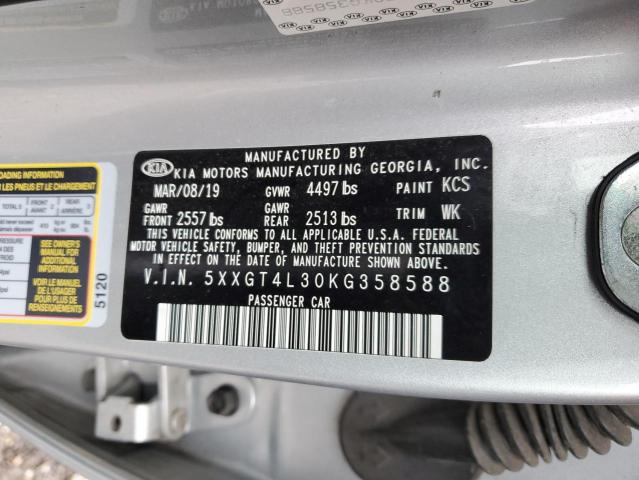 KG358588
MANUFACTURED BY
KIA KIA MOTORS MANUFACTURING GEORGIA, INC.
MAR/08/19 GVWR 4497 lbs PAINT KCS
GAWR FRONT 2557 lbs GAWR REAR 2513 lbs TRIM WK
THIS VEHICLE CONFORMS TO ALL APPLICABLE U.S.A. FEDERAL
MOTOR VEHICLE SAFETY, BUMPER, AND THEFT PREVENTION STANDARDS
IN EFFECT ON THE DATE OF MANUFACTURE SHOWN ABOVE.
V.I.N. 5XXGT4L30KG358588
PASSENGER CAR
LOADING INFORMATION
LES PNEUS ET LE CHARGEMENT
SEE OWNER'S
MANUAL FOR
ADDITIONAL
INFORMATION
VOIR LE MANUEL
DE L'USAGER
POUR PLUS DE
RENSEIGNEMENTS
5120